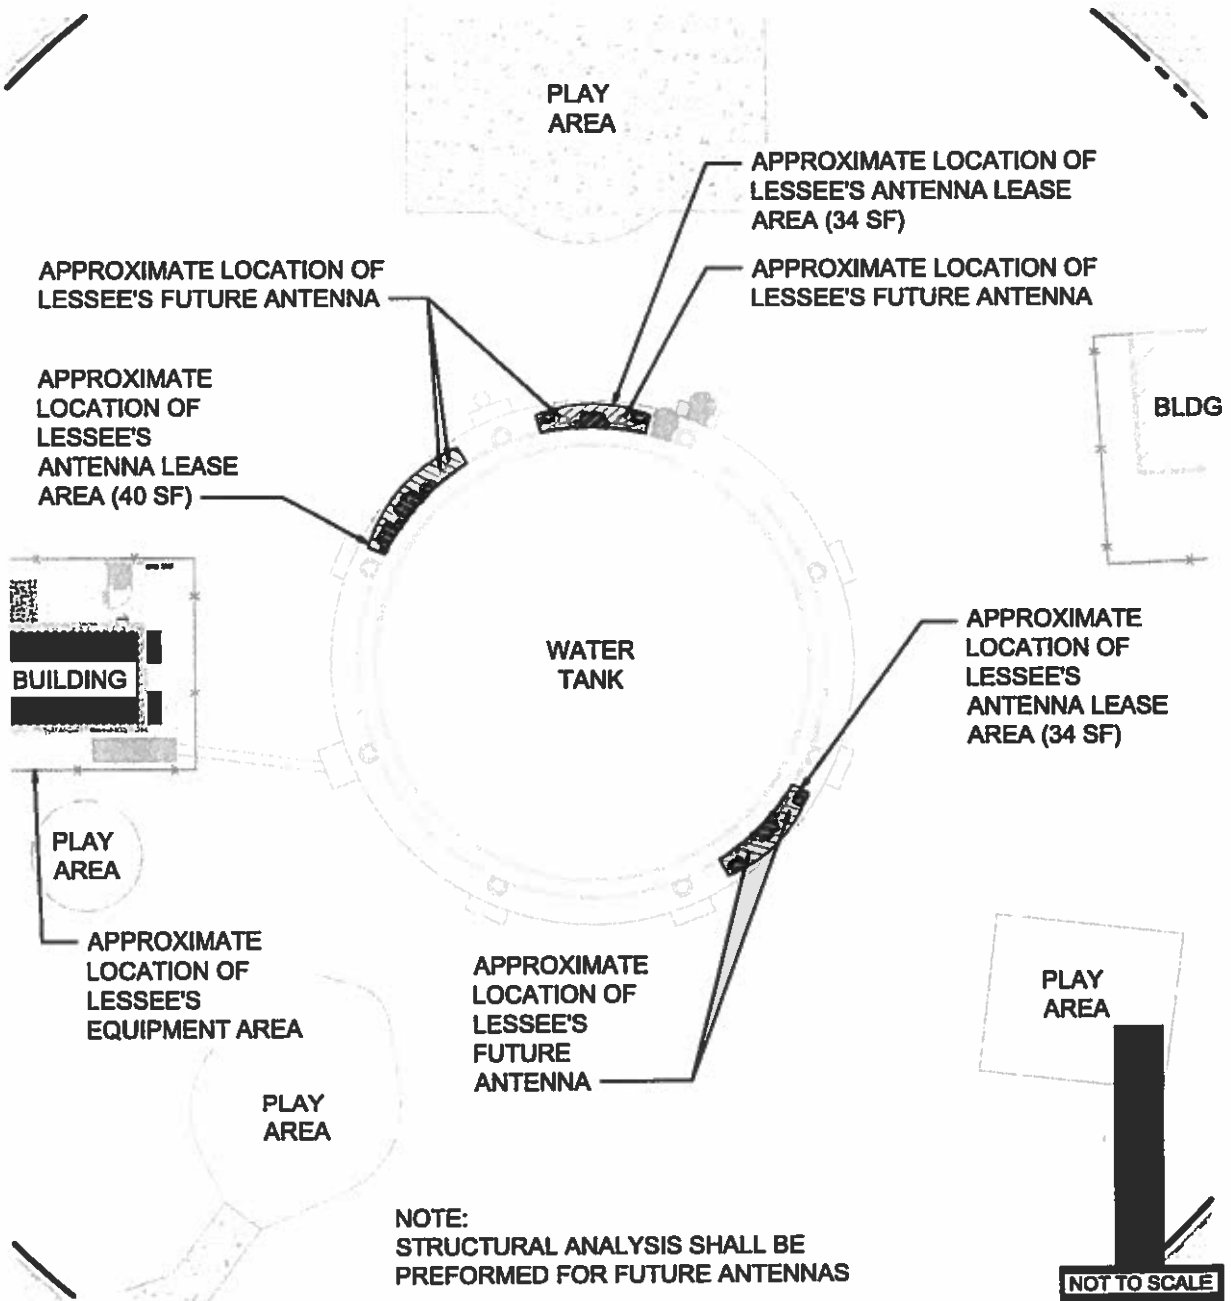 PLAY
AREA
APPROXIMATE LOCATION OF
LESSEE'S ANTENNA LEASE
AREA (34 SF)
APPROXIMATE LOCATION OF
LESSEE'S FUTURE ANTENNA
APPROXIMATE LOCATION OF
LESSEE'S FUTURE ANTENNA
APPROXIMATE
LOCATION OF
LESSEE'S
ANTENNA LEASE
AREA (40 SF)
BLDG
WATER
TANK
BUILDING
APPROXIMATE
LOCATION OF
LESSEE'S
ANTENNA LEASE
AREA (34 SF)
PLAY
AREA
APPROXIMATE
LOCATION OF
LESSEE'S
EQUIPMENT AREA
APPROXIMATE
LOCATION OF
LESSEE'S
FUTURE
ANTENNA
PLAY
AREA
PLAY
AREA
NOTE:
STRUCTURAL ANALYSIS SHALL BE
PREFORMED FOR FUTURE ANTENNAS
NOT TO SCALE